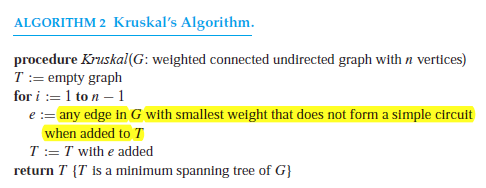 ALGORITHM 2 Kruskal's Algorithm.
procedure Kruskal(G: weighted connected undirected graph with n vertices)
T := empty graph
for i := 1 to n − 1
e := any edge in G with smallest weight that does not form a simple circuit
when added to T
T := T with e added
return T {T is a minimum spanning tree of G}